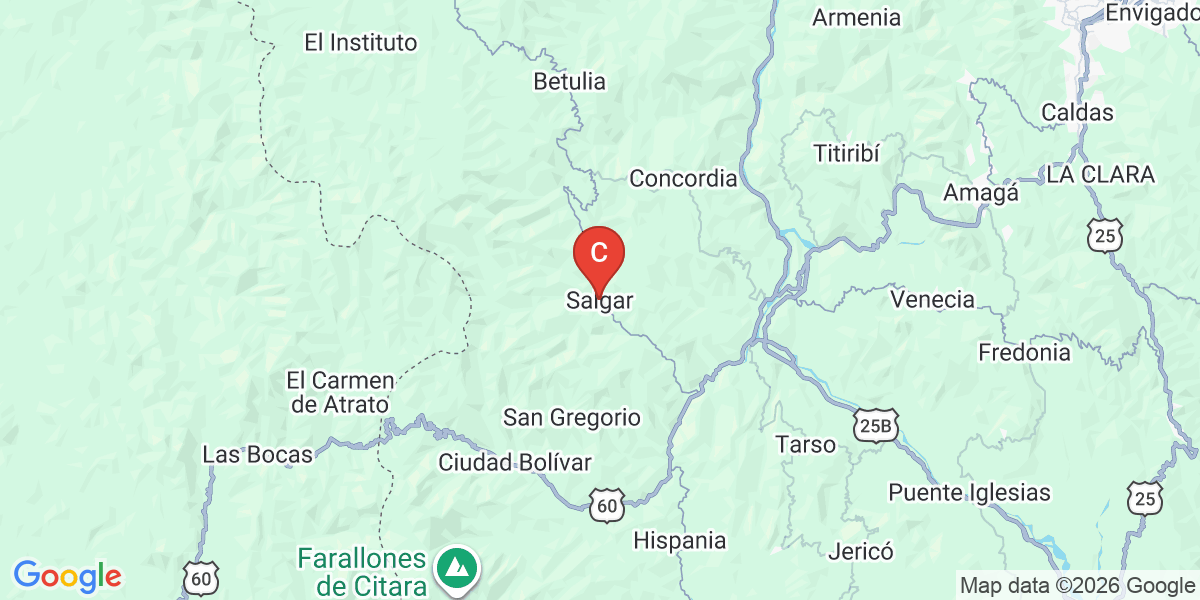 Armenia
Envigado
El Instituto
Betulia
Caldas
Titiribí
Concordia
Amagá
LA CLARA
25
C
Salgar
Venecia
Fredonia
El Carmen
de Atrato
San Gregorio
25B
Tarso
Las Bocas
Ciudad Bolívar
Puente Iglesias
25
60
Hispania
Jericó
Farallones
de Citara
60
Google
Map data ©2026 Google